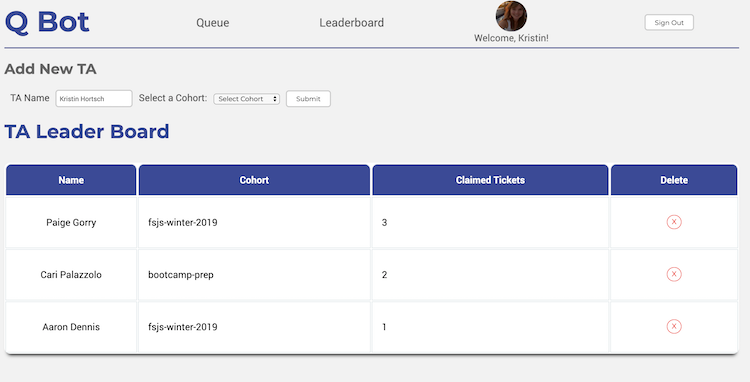 Q Bot
Queue
Leaderboard
Welcome, Kristin!
Sign Out
Add New TA
TA Name Kristin Hortsch Select a Cohort: Select Cohort Submit
TA Leader Board
Name Cohort Claimed Tickets Delete
Paige Gorry fsjs-winter-2019 3 X
Cari Palazzolo bootcamp-prep 2 X
Aaron Dennis fsjs-winter-2019 1 X